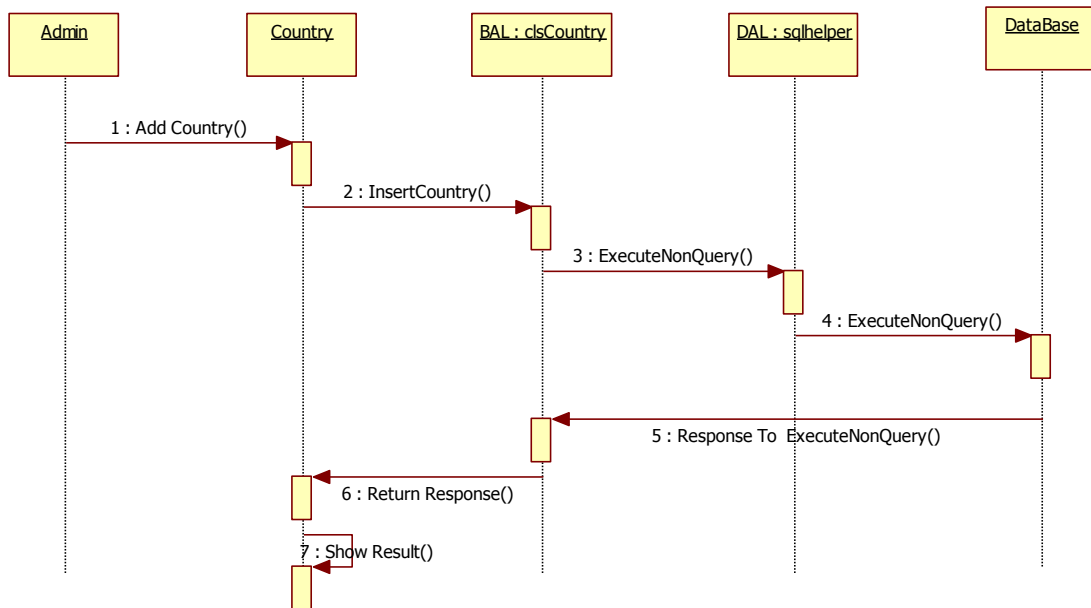 Admin
Country
BAL : clsCountry
DAL : sqlhelper
DataBase
1 : Add Country()
2 : InsertCountry()
3 : ExecuteNonQuery()
4 : ExecuteNonQuery()
5 : Response To ExecuteNonQuery()
6 : Return Response()
7 : Show Result()